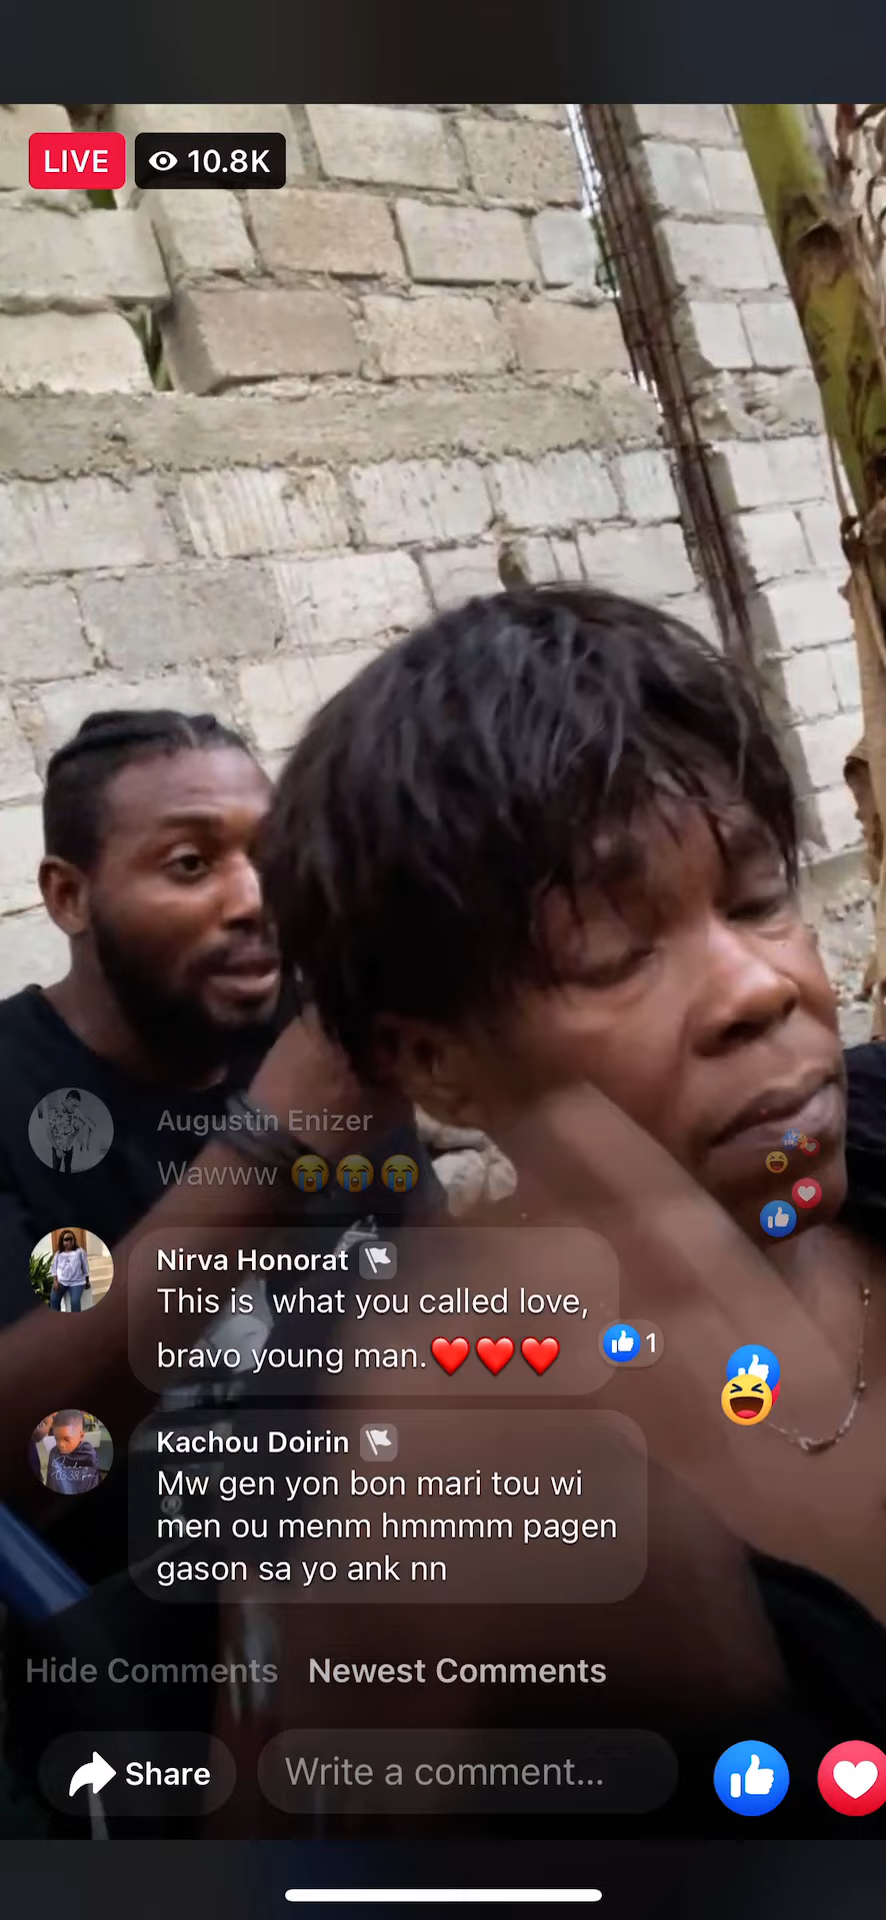 LIVE 10.8K
Augustin Enizer
Wawww 😭😭😭
Nirva Honorat
This is what you called love,
bravo young man.❤️❤️❤️
1
Kachou Doirin
Mw gen yon bon mari tou wi
men ou menm hmmmm pagen
gason sa yo ank nn
Hide Comments Newest Comments
Share Write a comment...